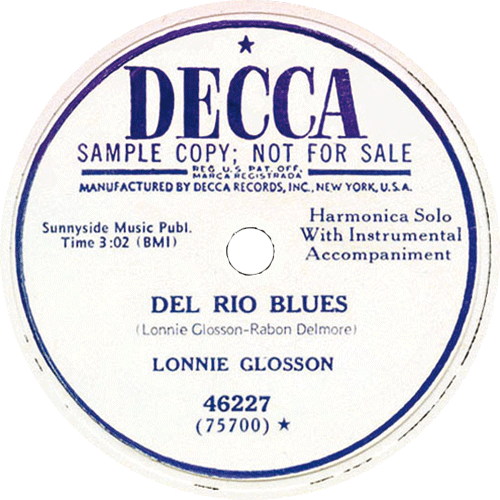 ★
DECCA
SAMPLE COPY; NOT FOR SALE
REG. U.S. PAT. OFF.
MARCA REGISTRADA
MANUFACTURED BY DECCA RECORDS, INC., NEW YORK, U.S.A.
Sunnyside Music Publ.
Time 3:02 (BMI)
Harmonica Solo
With Instrumental
Accompaniment
DEL RIO BLUES
(Lonnie Glosson-Rabon Delmore)
LONNIE GLOSSON
46227
(75700) ★